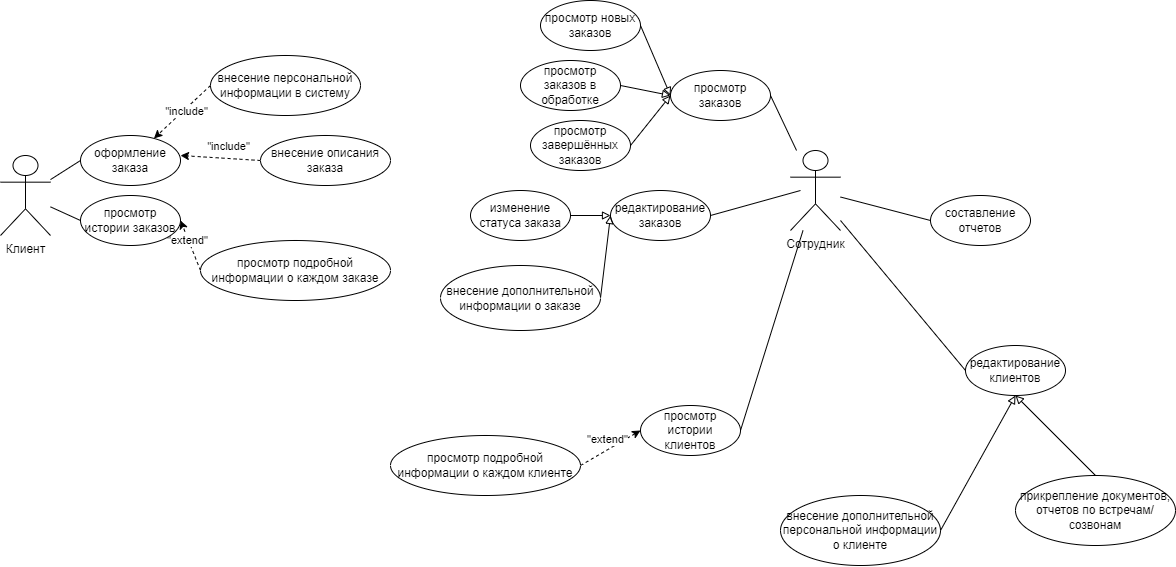 просмотр новых
заказов
просмотр
заказов в
обработке
просмотр
завершённых
заказов
просмотр
заказов
внесение персональной
информации в систему
"include"
"include"
оформление
заказа
внесение описания
заказа
просмотр
истории заказов
"extend"
Клиент
просмотр подробной
информации о каждом заказе
изменение
статуса заказа
редактирование
заказов
Сотрудник
составление
отчетов
внесение дополнительной
информации о заказе
редактирование
клиентов
просмотр
истории
клиентов
"extend"
просмотр подробной
информации о каждом клиенте
внесение дополнительной
персональной информации
о клиенте
прикрепление документов,
отчетов по встречам/
созвонам